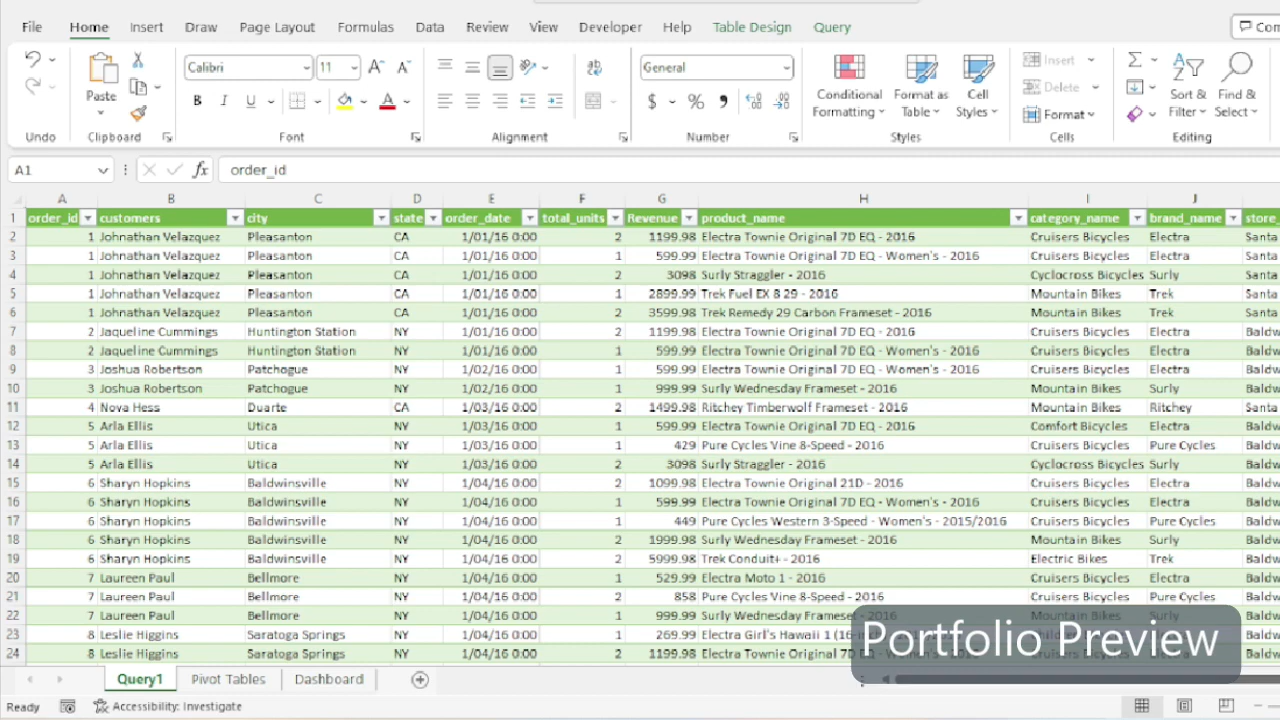 File Home Insert Draw Page Layout Formulas Data Review View Developer Help Table Design Query Com
Calibri 11 General Insert
Paste Conditional Format as Cell Delete Sort & Find &
B I U $ % Formatting Table Styles Format Filter Select
Undo Clipboard Font Alignment Number Styles Cells Editing
A1 fx order_id
A B C D E F G H I J
1 order_id customers city state order_date total_units Revenue product_name category_name brand_name store
2 1 Johnathan Velazquez Pleasanton CA 1/01/16 0:00 2 1199.98 Electra Townie Original 7D EQ - 2016 Cruisers Bicycles Electra Santa
3 1 Johnathan Velazquez Pleasanton CA 1/01/16 0:00 1 599.99 Electra Townie Original 7D EQ - Women's - 2016 Cruisers Bicycles Electra Santa
4 1 Johnathan Velazquez Pleasanton CA 1/01/16 0:00 2 3098 Surly Straggler - 2016 Cyclocross Bicycles Surly Santa
5 1 Johnathan Velazquez Pleasanton CA 1/01/16 0:00 1 2899.99 Trek Fuel EX 8 29 - 2016 Mountain Bikes Trek Santa
6 1 Johnathan Velazquez Pleasanton CA 1/01/16 0:00 2 3599.98 Trek Remedy 29 Carbon Frameset - 2016 Mountain Bikes Trek Santa
7 2 Jaqueline Cummings Huntington Station NY 1/01/16 0:00 2 1199.98 Electra Townie Original 7D EQ - 2016 Cruisers Bicycles Electra Baldw
8 2 Jaqueline Cummings Huntington Station NY 1/01/16 0:00 1 599.99 Electra Townie Original 7D EQ - Women's - 2016 Cruisers Bicycles Electra Baldw
9 3 Joshua Robertson Patchogue NY 1/02/16 0:00 1 599.99 Electra Townie Original 7D EQ - Women's - 2016 Cruisers Bicycles Electra Baldw
10 3 Joshua Robertson Patchogue NY 1/02/16 0:00 1 999.99 Surly Wednesday Frameset - 2016 Mountain Bikes Surly Baldw
11 4 Nova Hess Duarte CA 1/03/16 0:00 2 1499.98 Ritchey Timberwolf Frameset - 2016 Mountain Bikes Ritchey Santa
12 5 Arla Ellis Utica NY 1/03/16 0:00 1 599.99 Electra Townie Original 7D EQ - 2016 Comfort Bicycles Electra Baldw
13 5 Arla Ellis Utica NY 1/03/16 0:00 1 429 Pure Cycles Vine 8-Speed - 2016 Cruisers Bicycles Pure Cycles Baldw
14 5 Arla Ellis Utica NY 1/03/16 0:00 2 3098 Surly Straggler - 2016 Cyclocross Bicycles Surly Baldw
15 6 Sharyn Hopkins Baldwinsville NY 1/04/16 0:00 2 1099.98 Electra Townie Original 21D - 2016 Cruisers Bicycles Electra Baldw
16 6 Sharyn Hopkins Baldwinsville NY 1/04/16 0:00 1 599.99 Electra Townie Original 7D EQ - Women's - 2016 Cruisers Bicycles Electra Baldw
17 6 Sharyn Hopkins Baldwinsville NY 1/04/16 0:00 1 449 Pure Cycles Western 3-Speed - Women's - 2015/2016 Cruisers Bicycles Pure Cycles Baldw
18 6 Sharyn Hopkins Baldwinsville NY 1/04/16 0:00 2 1999.98 Surly Wednesday Frameset - 2016 Mountain Bikes Surly Baldw
19 6 Sharyn Hopkins Baldwinsville NY 1/04/16 0:00 2 5999.98 Trek Conduit+ - 2016 Electric Bikes Trek Baldw
20 7 Laureen Paul Bellmore NY 1/04/16 0:00 1 529.99 Electra Moto 1 - 2016 Cruisers Bicycles Electra Baldw
21 7 Laureen Paul Bellmore NY 1/04/16 0:00 2 858 Pure Cycles Vine 8-Speed - 2016 Cruisers Bicycles Pure Cycles Baldw
22 7 Laureen Paul Bellmore NY 1/04/16 0:00 1 999.99 Surly Wednesday Frameset - 2016 Mountain Bikes Surly Baldw
23 8 Leslie Higgins Saratoga Springs NY 1/04/16 0:00 1 269.99 Electra Girl's Hawaii 1 (16-
24 8 Leslie Higgins Saratoga Springs NY 1/04/16 0:00 2 1199.98 Electra Townie Original 7D
Portfolio Preview
Query1 Pivot Tables Dashboard
Ready Accessibility: Investigate